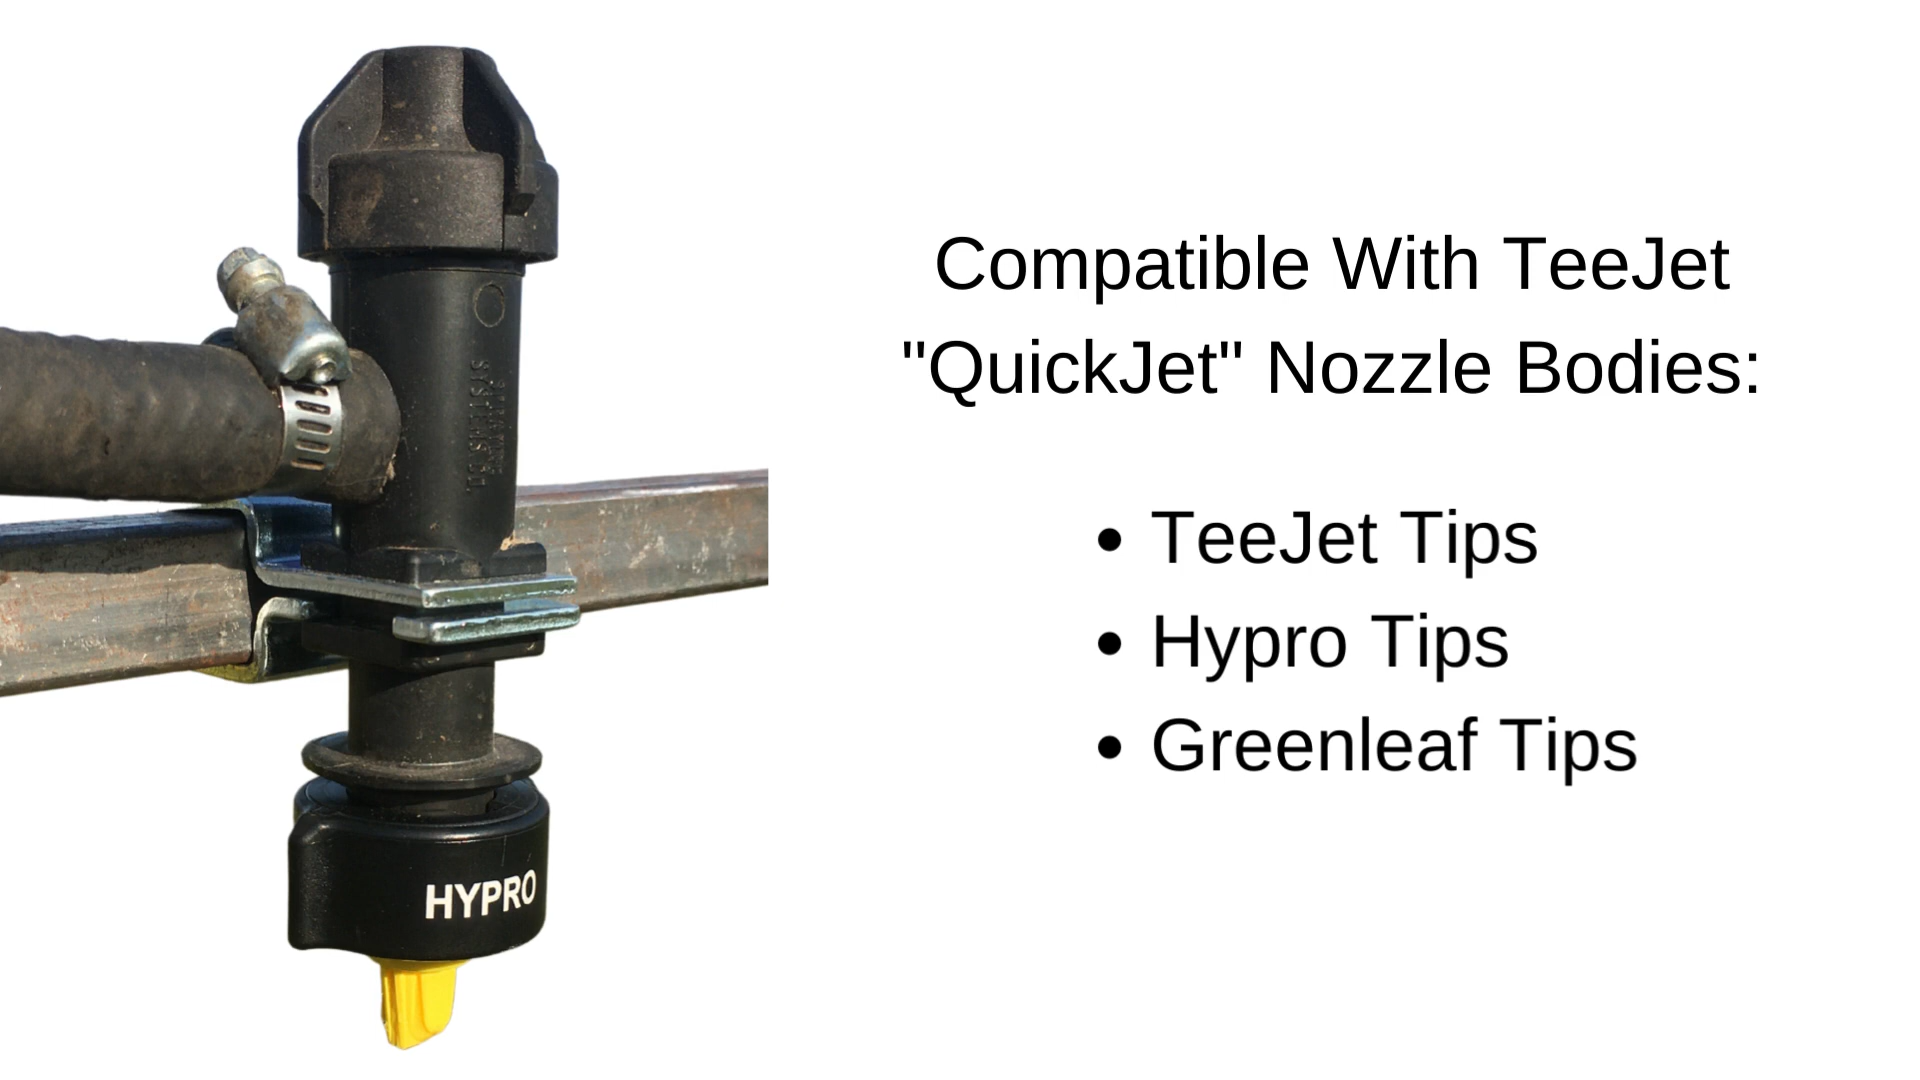 Compatible With TeeJet
"QuickJet" Nozzle Bodies:
• TeeJet Tips
• Hypro Tips
• Greenleaf Tips
HYPRO